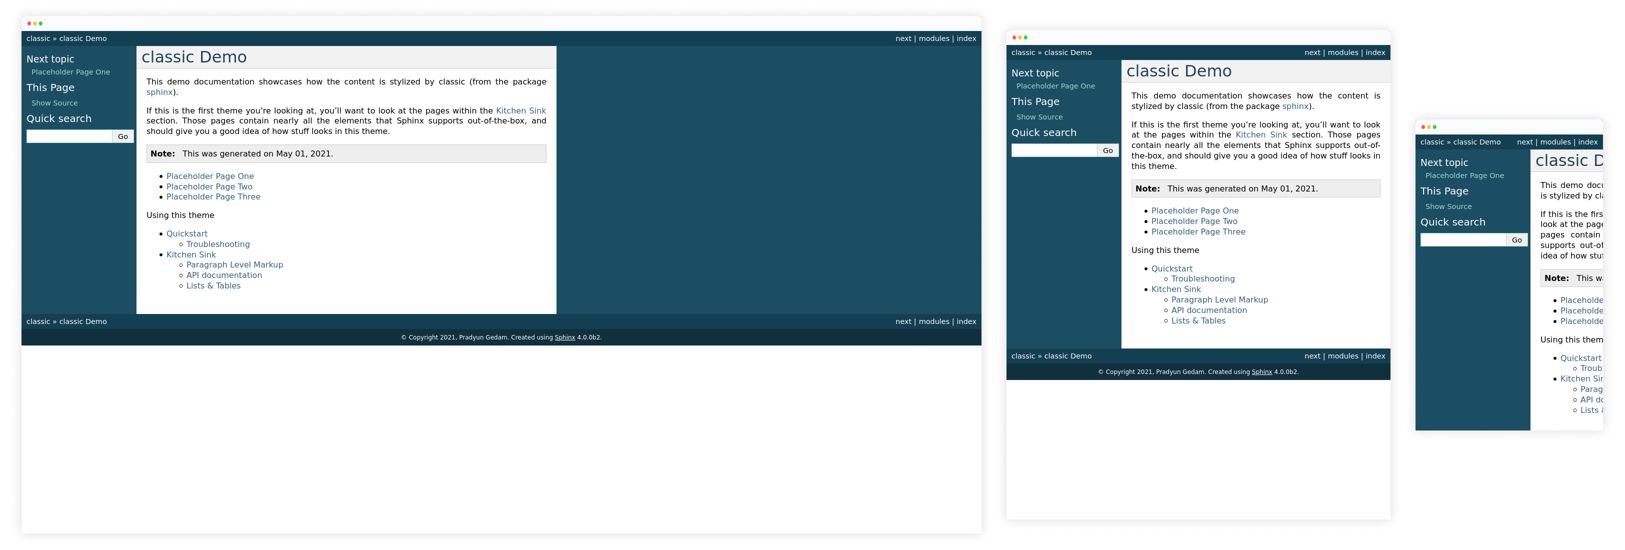 classic » classic Demo
next | modules | index
Next topic
Placeholder Page One
This Page
Show Source
Quick search
Go
classic Demo
This demo documentation showcases how the content is stylized by classic (from the package
sphinx).
If this is the first theme you’re looking at, you’ll want to look at the pages within the Kitchen Sink
section. Those pages contain nearly all the elements that Sphinx supports out-of-the-box, and
should give you a good idea of how stuff looks in this theme.
Note: This was generated on May 01, 2021.
Placeholder Page One
Placeholder Page Two
Placeholder Page Three
Using this theme
Quickstart
Troubleshooting
Kitchen Sink
Paragraph Level Markup
API documentation
Lists & Tables
classic » classic Demo
next | modules | index
© Copyright 2021, Pradyun Gedam. Created using Sphinx 4.0.0b2.
classic » classic Demo
next | modules | index
Next topic
Placeholder Page One
This Page
Show Source
Quick search
Go
classic Demo
This demo documentation showcases how the content is
stylized by classic (from the package sphinx).
If this is the first theme you’re looking at, you’ll want to look
at the pages within the Kitchen Sink section. Those pages
contain nearly all the elements that Sphinx supports out-of-
the-box, and should give you a good idea of how stuff looks in
this theme.
Note: This was generated on May 01, 2021.
Placeholder Page One
Placeholder Page Two
Placeholder Page Three
Using this theme
Quickstart
Troubleshooting
Kitchen Sink
Paragraph Level Markup
API documentation
Lists & Tables
classic » classic Demo
next | modules | index
© Copyright 2021, Pradyun Gedam. Created using Sphinx 4.0.0b2.
classic » classic Demo
next | modules | index
Next topic
Placeholder Page One
This Page
Show Source
Quick search
Go
classic D
This demo docu
is stylized by cla
If this is the firs
look at the page
pages contain
supports out-of
idea of how stuf
Note: This wa
Placeholde
Placeholde
Placeholde
Using this them
Quickstart
Troub
Kitchen Sin
Parag
API do
Lists &